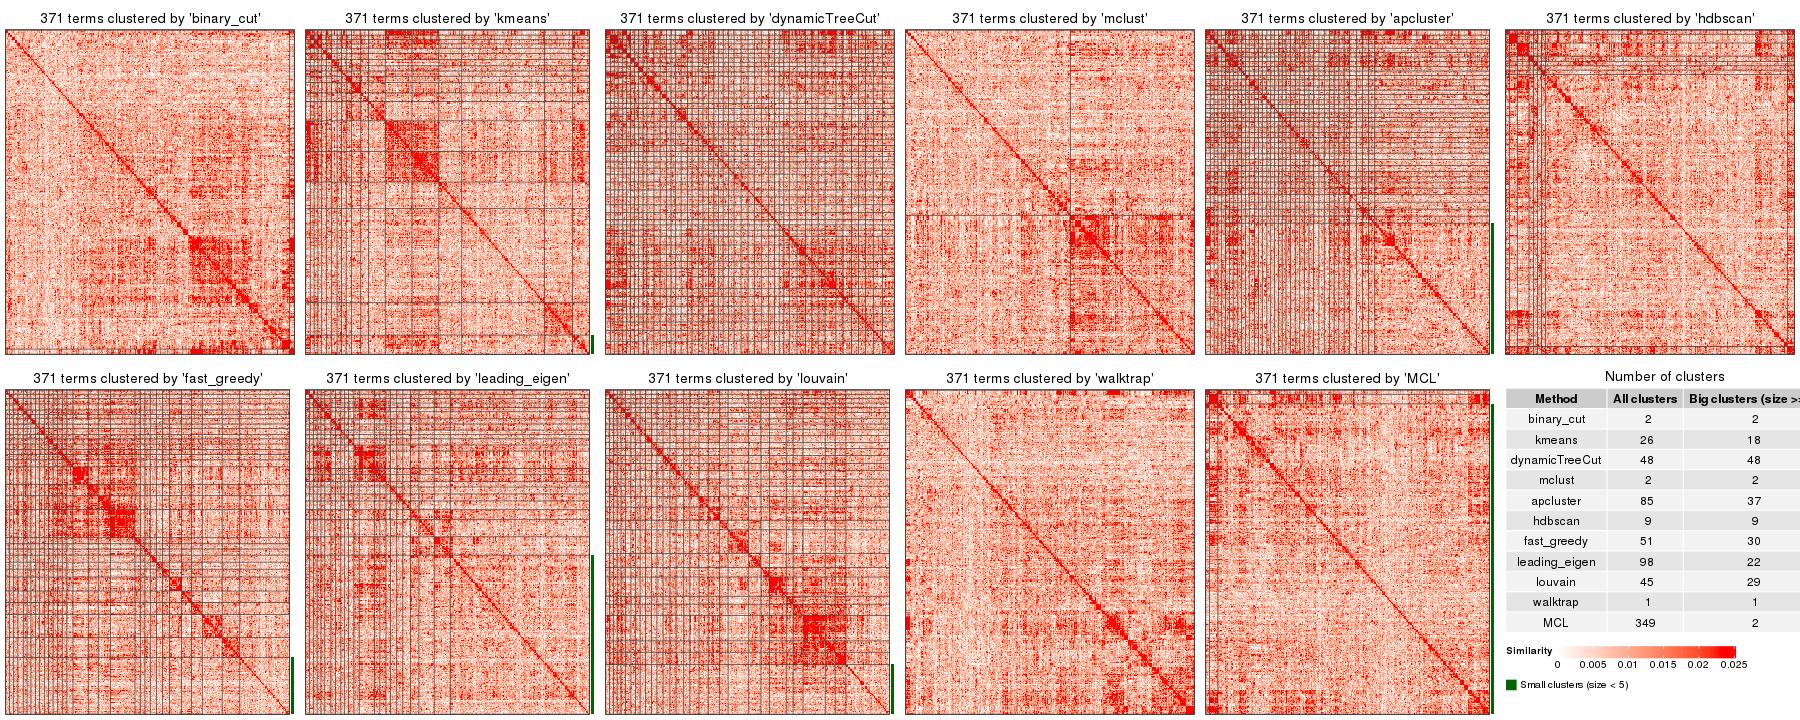 371 terms clustered by 'binary_cut'
371 terms clustered by 'kmeans'
371 terms clustered by 'dynamicTreeCut'
371 terms clustered by 'mclust'
371 terms clustered by 'apcluster'
371 terms clustered by 'hdbscan'
371 terms clustered by 'fast_greedy'
371 terms clustered by 'leading_eigen'
371 terms clustered by 'louvain'
371 terms clustered by 'walktrap'
371 terms clustered by 'MCL'
Number of clusters
Method All clusters Big clusters (size >=
binary_cut 2 2
kmeans 26 18
dynamicTreeCut 48 48
mclust 2 2
apcluster 85 37
hdbscan 9 9
fast_greedy 51 30
leading_eigen 98 22
louvain 45 29
walktrap 1 1
MCL 349 2
Similarity
0 0.005 0.01 0.015 0.02 0.025
Small clusters (size < 5)